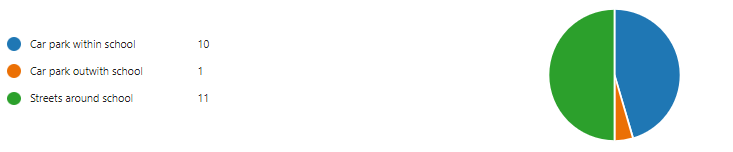 Car park within school 10
Car park outwith school 1
Streets around school 11